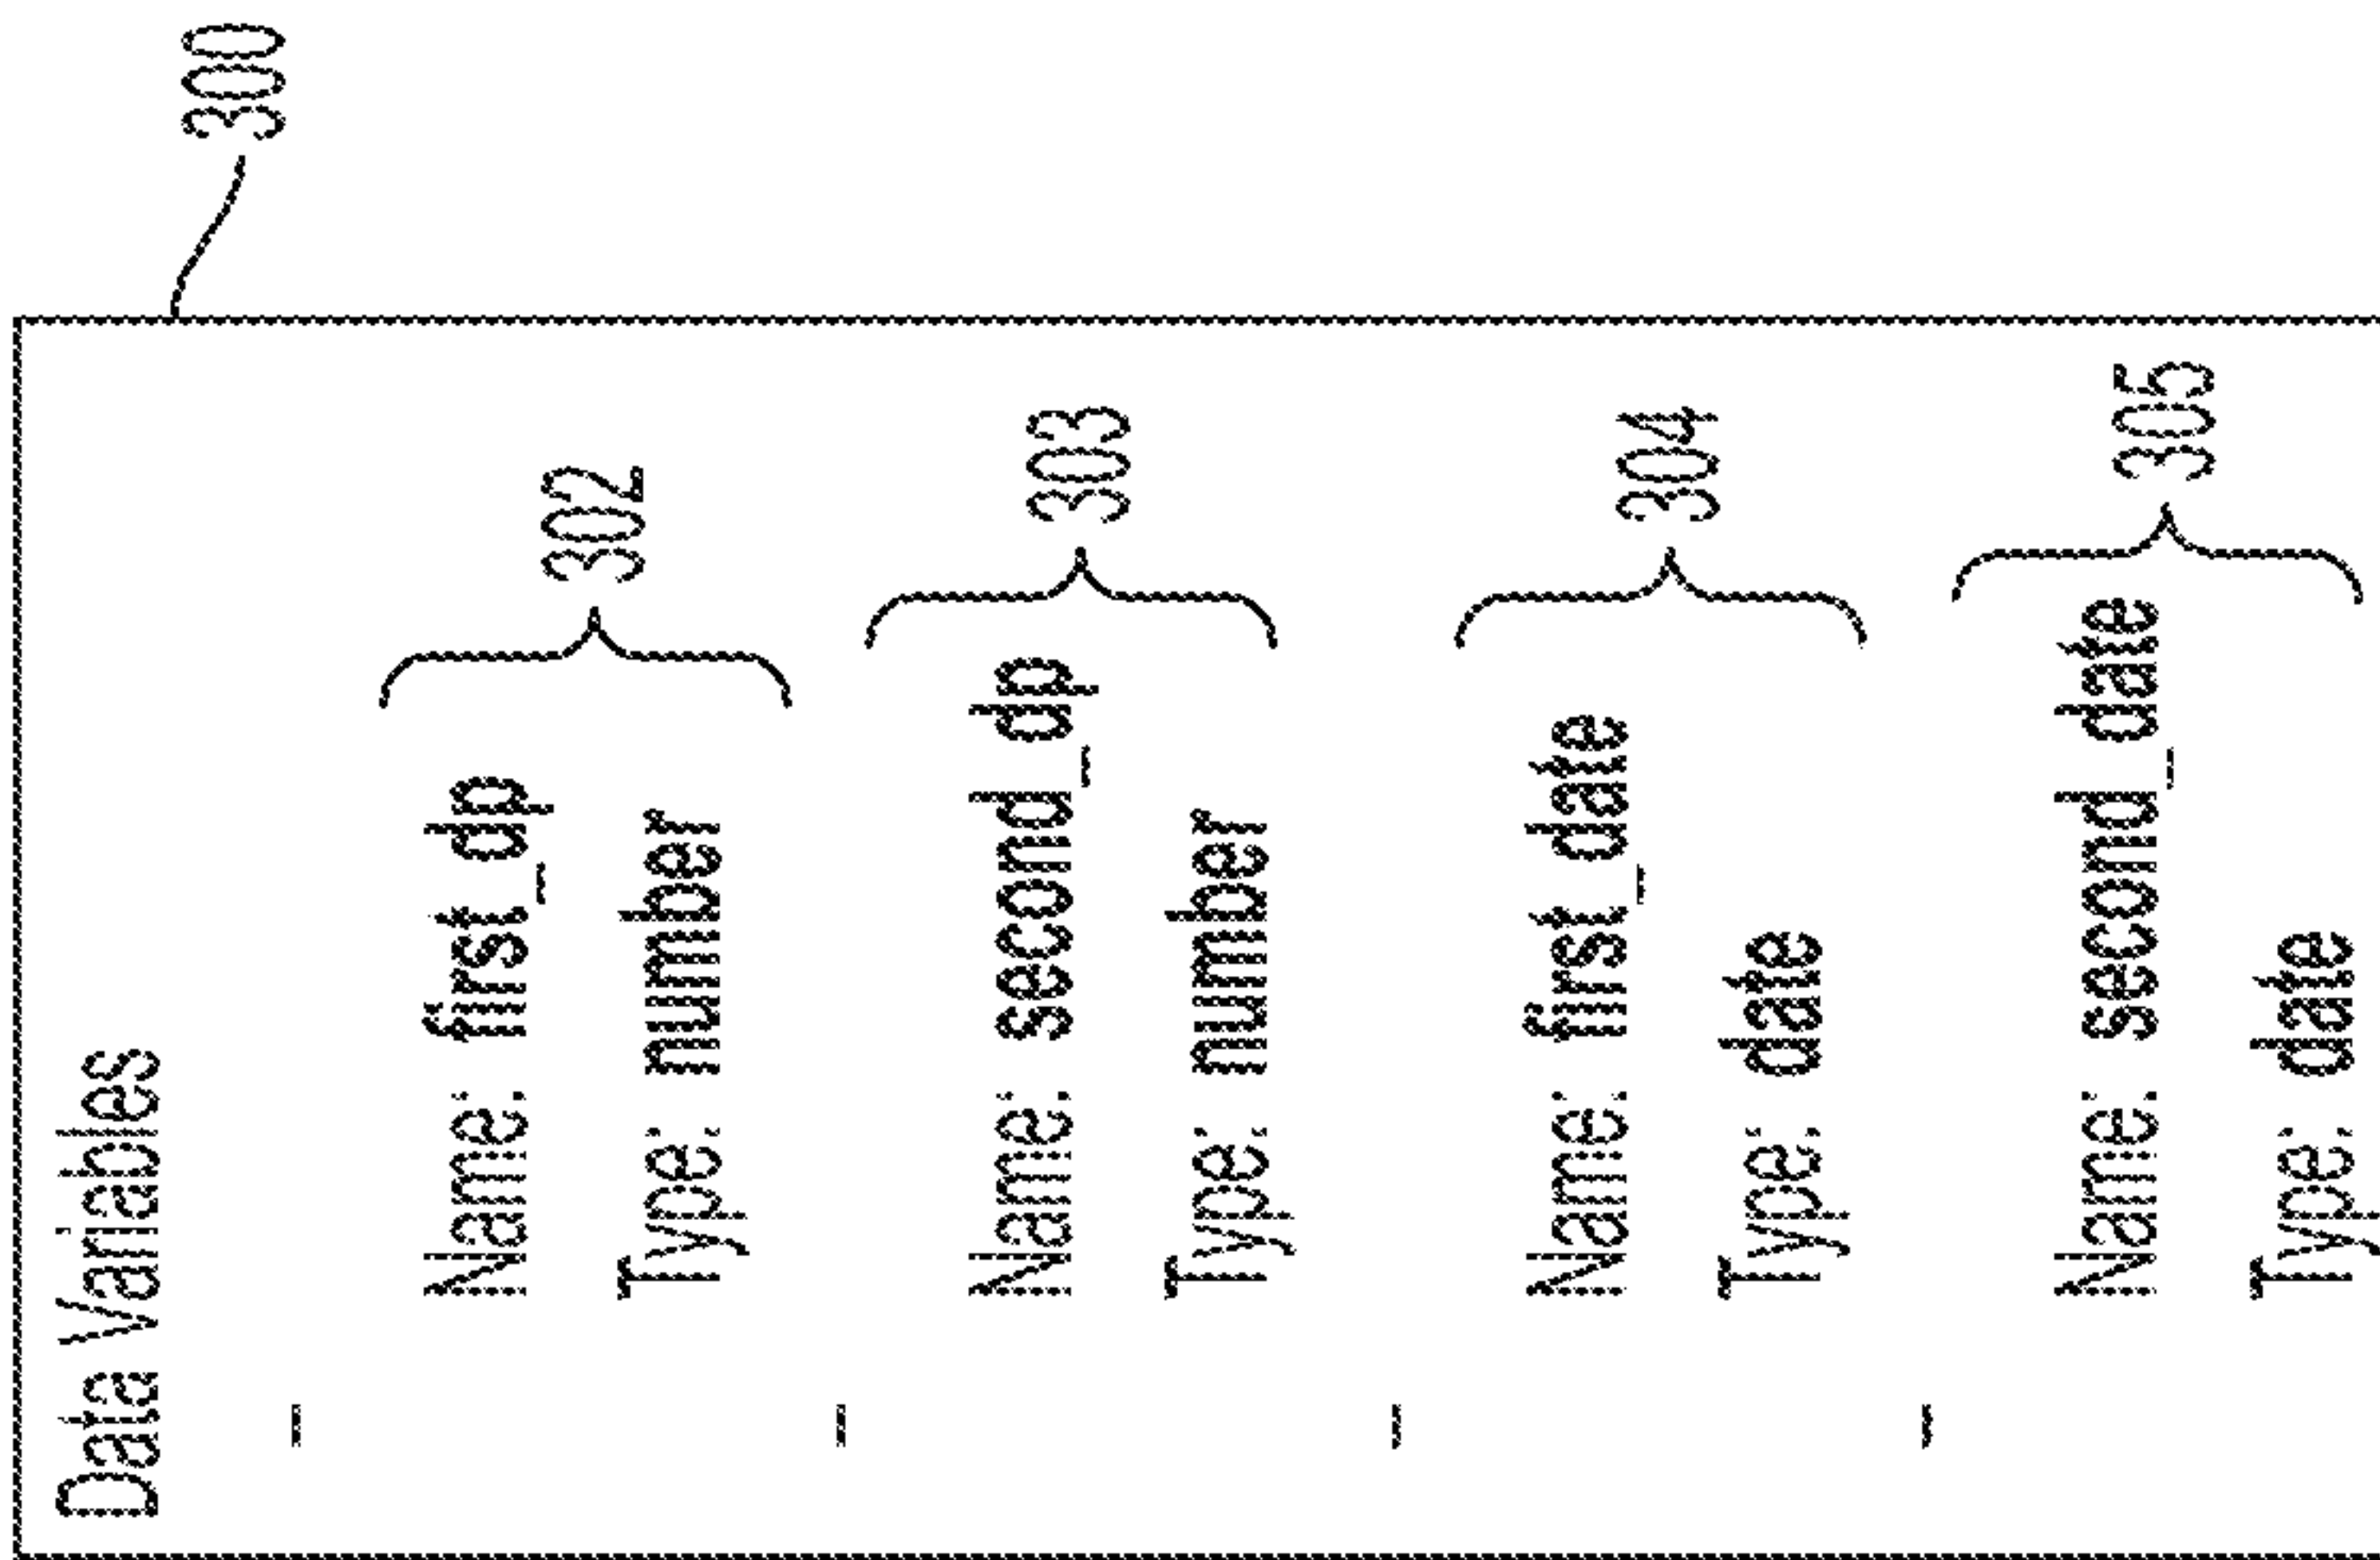 300
Data Variables
-
Name: first_dp
Type: number
302
-
Name: second_dp
Type: number
303
-
Name: first_date
Type: date
304
-
Name: second_date
Type: date
305